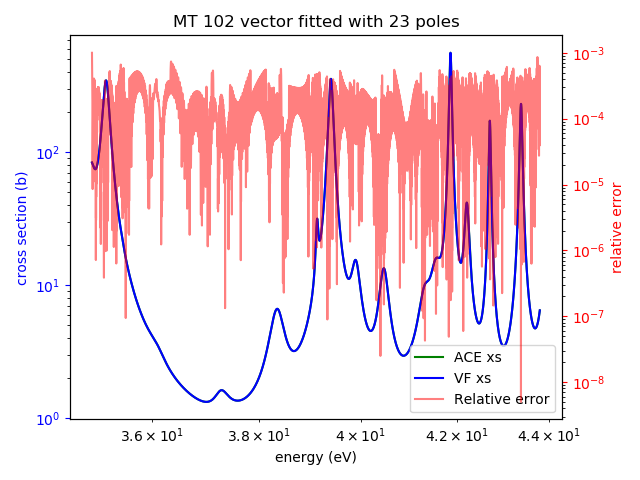 MT 102 vector fitted with 23 poles
cross section (b)
10²
10¹
10⁰
10⁻³
10⁻⁴
10⁻⁵
10⁻⁶
10⁻⁷
10⁻⁸
relative error
ACE xs
VF xs
Relative error
3.6 × 10¹ 3.8 × 10¹ 4 × 10¹ 4.2 × 10¹ 4.4 × 10¹
energy (eV)